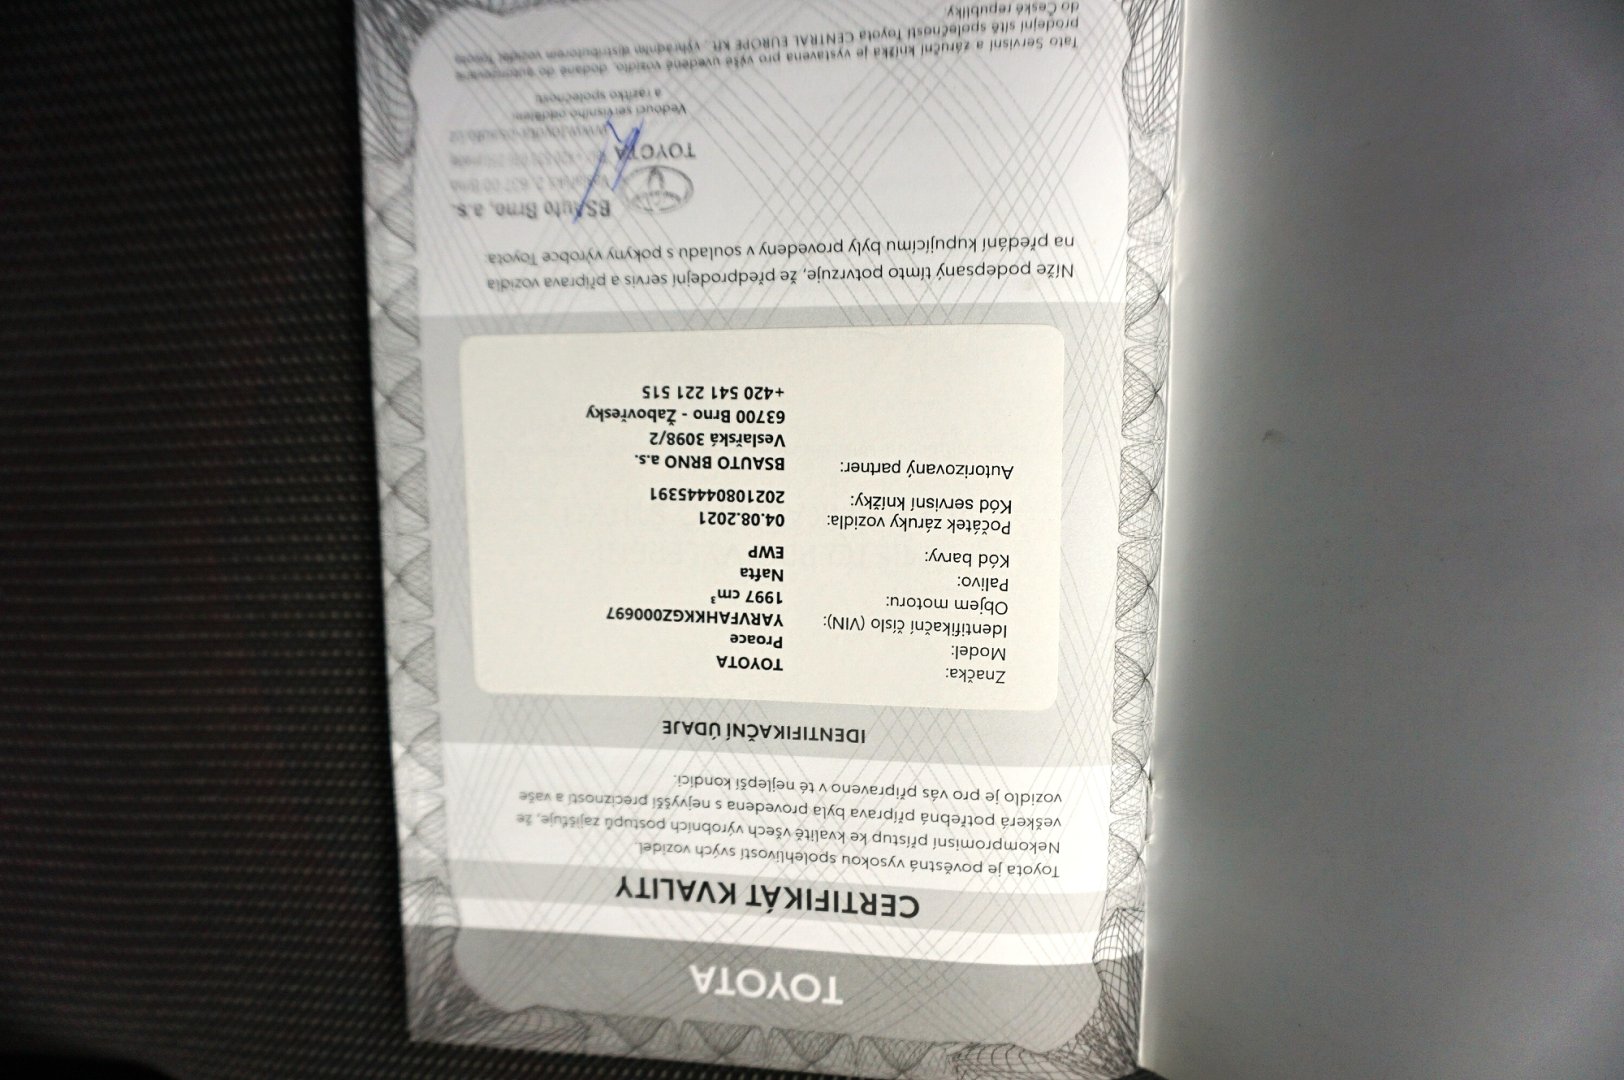 TOYOTA
CERTIFIKÁT KVALITY
Toyota je pověstná vysokou spolehlivostí svých vozidel.
Nekompromisní přístup ke kvalitě všech výrobních postupů zajišťuje, že
veškerá potřebná příprava byla provedena s nejvyšší precizností a vaše
vozidlo je pro vás připraveno v té nejlepší kondici.
IDENTIFIKAČNÍ ÚDAJE
Značka: TOYOTA
Model: Proace
Identifikační číslo (VIN): YARVFAHKKGZ000697
Objem motoru: 1997 cm³
Palivo: Nafta
Kód barvy: EWP
Počátek záruky vozidla: 04.08.2021
Kód servisní knížky: 20210804445391
Autorizovaný partner: BSAUTO BRNO a.s.
Veslařská 3098/2
63700 Brno - Žabovřesky
+420 541 221 515
Níže podepsaný tímto potvrzuje, že předprodejní servis a příprava vozidla
na předání kupujícímu byly provedeny v souladu s pokyny výrobce Toyota.
BSAuto Brno, a.s.
637 00 Brno
TOYOTA
Vedoucí servisního oddělení
a razítko společnosti
Tato Servisní a záruční knížka je vystavena pro výše uvedené vozidlo, dodané do autorizované
prodejní sítě společností Toyota CENTRAL EUROPE Kft., výhradním distributorem vozidel Toyota
do České republiky.